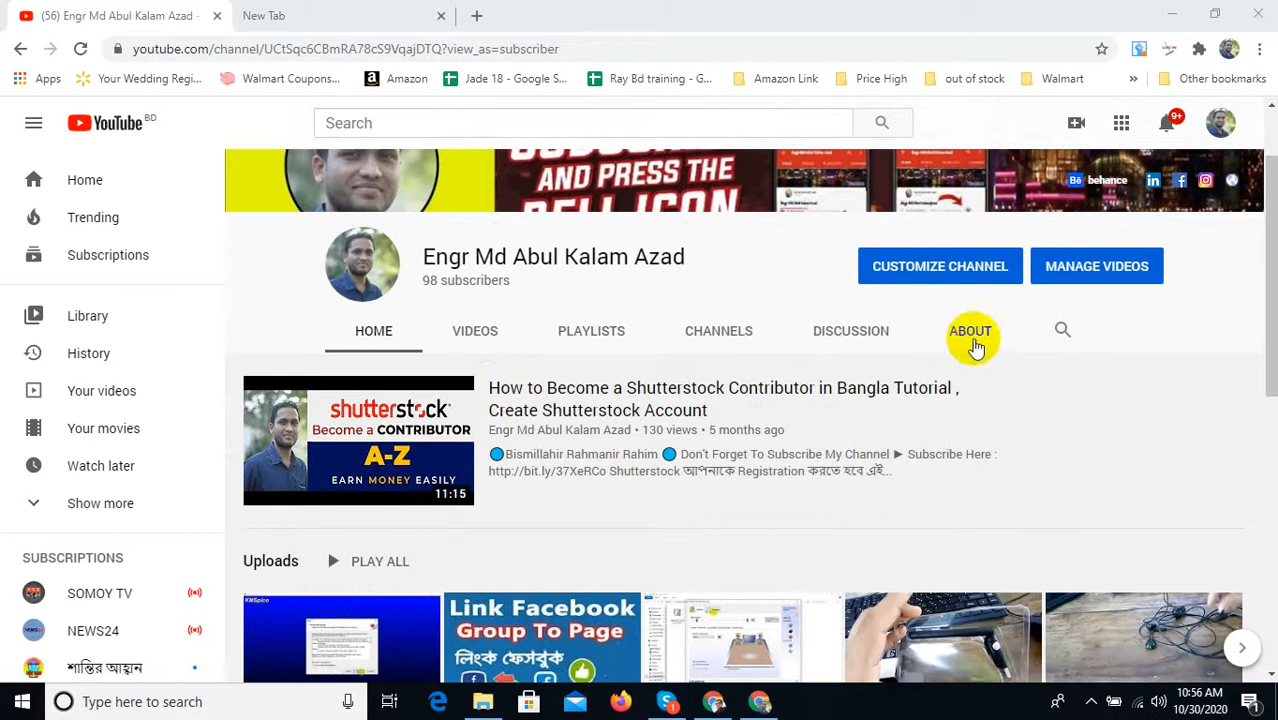 (56) Engr Md Abul Kalam Azad -
New Tab
youtube.com/channel/UCtSqc6CBmRA78cS9VqajDTQ?view_as=subscriber
Apps
Your Wedding Regi...
Walmart Coupons...
Amazon
Jade 18 - Google S...
Ray Bd training - G...
Amazon Link
Price High
out of stock
Walmart
Other bookmarks
YouTube BD
Search
9+
SUBSCRIBE
AND PRESS THE
BELL ICON
Bē behance
Home
Trending
Subscriptions
Library
History
Your videos
Your movies
Watch later
Show more
SUBSCRIPTIONS
SOMOY TV
NEWS24
শান্তির আহ্বান
Engr Md Abul Kalam Azad
98 subscribers
CUSTOMIZE CHANNEL
MANAGE VIDEOS
HOME
VIDEOS
PLAYLISTS
CHANNELS
DISCUSSION
ABOUT
shutterstock
Become a CONTRIBUTOR
A-Z
EARN MONEY EASILY
11:15
How to Become a Shutterstock Contributor in Bangla Tutorial ,
Create Shutterstock Account
Engr Md Abul Kalam Azad • 130 views • 5 months ago
🔵Bismillahir Rahmanir Rahim 🔵 Don't Forget To Subscribe My Channel ► Subscribe Here :
http://bit.ly/37XeRCo Shutterstock আপনাকে Registration করতে হবে এই...
Uploads
PLAY ALL
KMSpico
Link Facebook
Group To Page
লিংক ফেসবুক
Type here to search
10:56 AM
10/30/2020